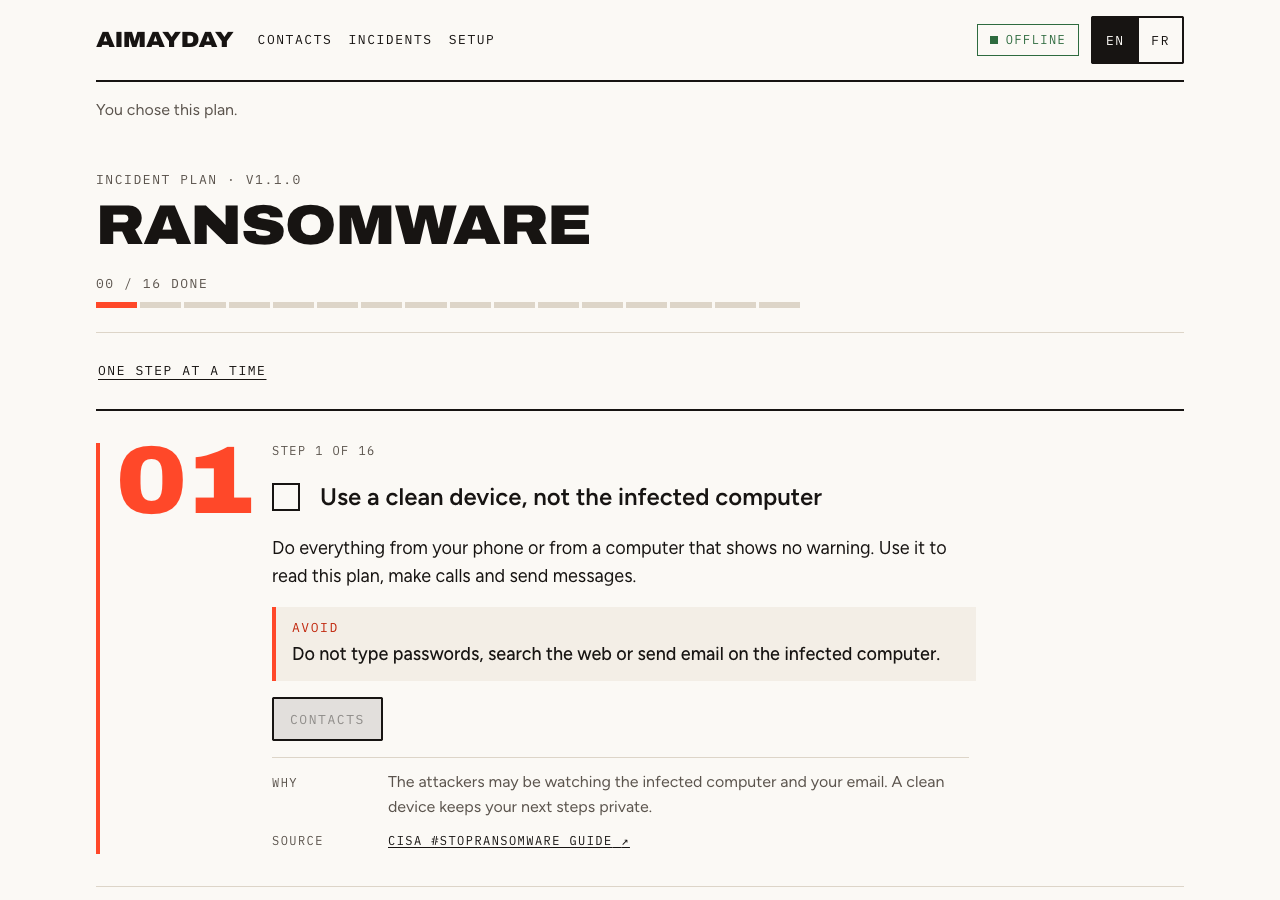 AIMAYDAY CONTACTS INCIDENTS SETUP OFFLINE EN FR
You chose this plan.
INCIDENT PLAN · V1.1.0
RANSOMWARE
00 / 16 DONE
ONE STEP AT A TIME
01
STEP 1 OF 16
Use a clean device, not the infected computer
Do everything from your phone or from a computer that shows no warning. Use it to
read this plan, make calls and send messages.
AVOID
Do not type passwords, search the web or send email on the infected computer.
CONTACTS
WHY The attackers may be watching the infected computer and your email. A clean
device keeps your next steps private.
SOURCE CISA #STOPRANSOMWARE GUIDE ↗